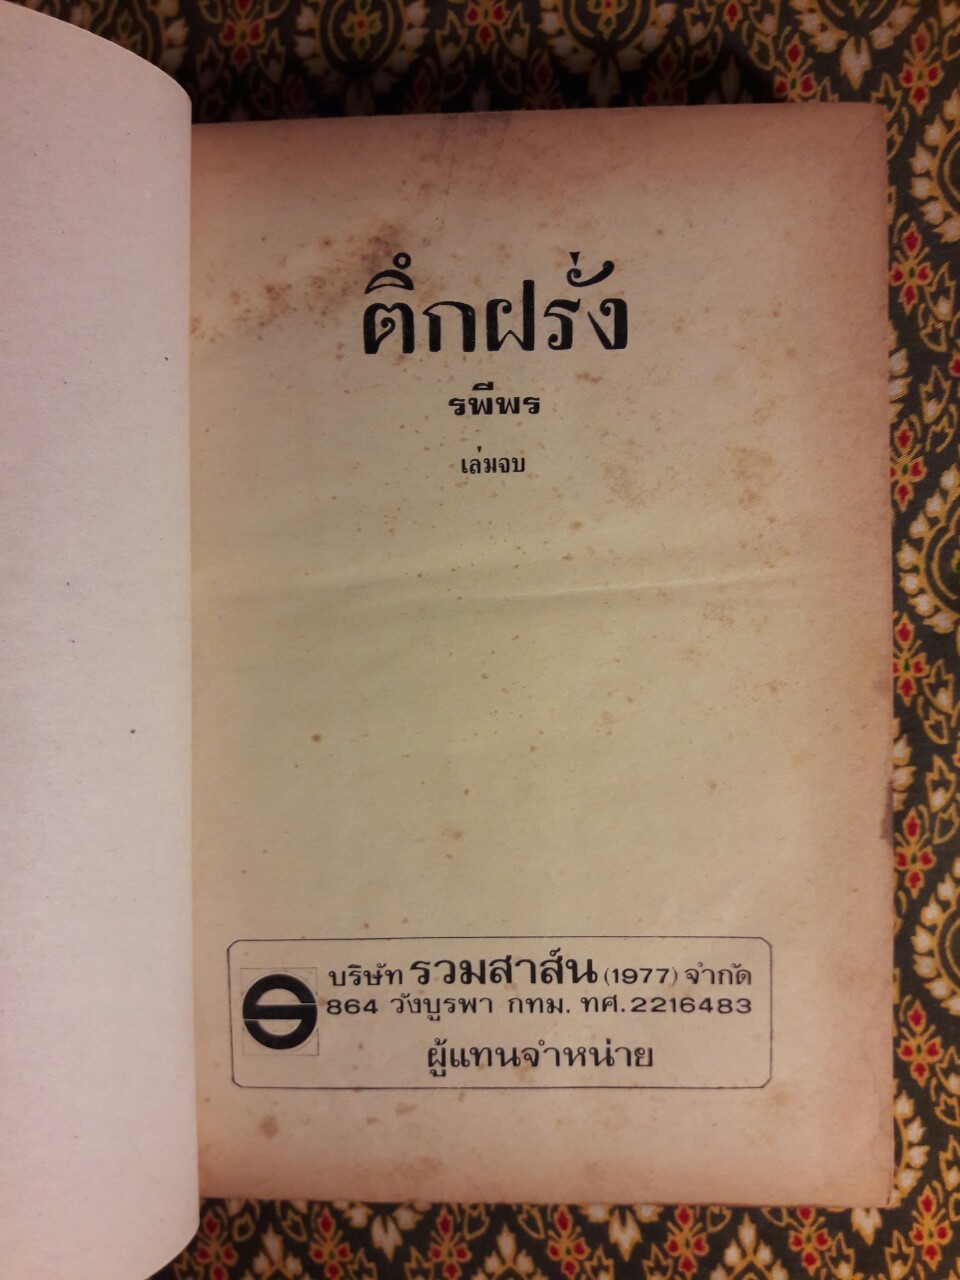 ตึกฝรั่ง
รพีพร
เล่มจบ
บริษัท รวมสาส์น (1977) จำกัด
864 วังบูรพา กทม. ทศ.2216483
ผู้แทนจำหน่าย